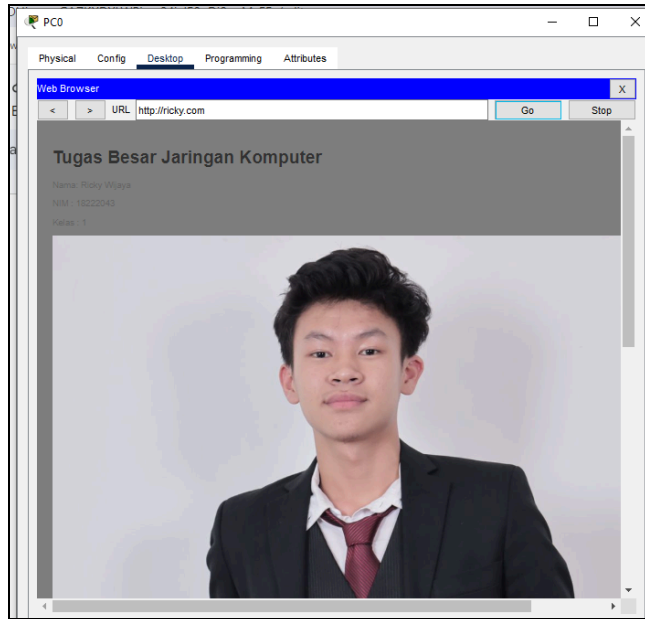 PC0
Physical Config Desktop Programming Attributes
Web Browser
X
< > URL http://ricky.com Go Stop
Tugas Besar Jaringan Komputer
Nama: Ricky Wijaya
NIM : 18222043
Kelas : 1